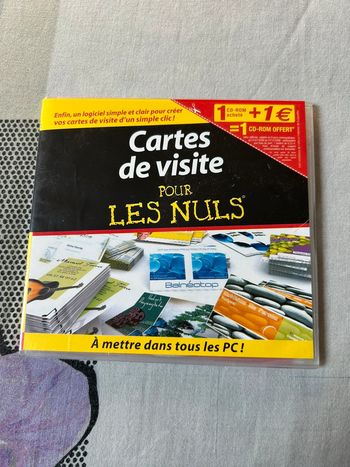 Enfin, un logiciel simple et clair pour créer
vos cartes de visite d'un simple clic !
1 CD-ROM acheté +1€
=1 CD-ROM OFFERT*
Cartes
de visite
POUR
LES NULS
Balnéotop
À mettre dans tous les PC !